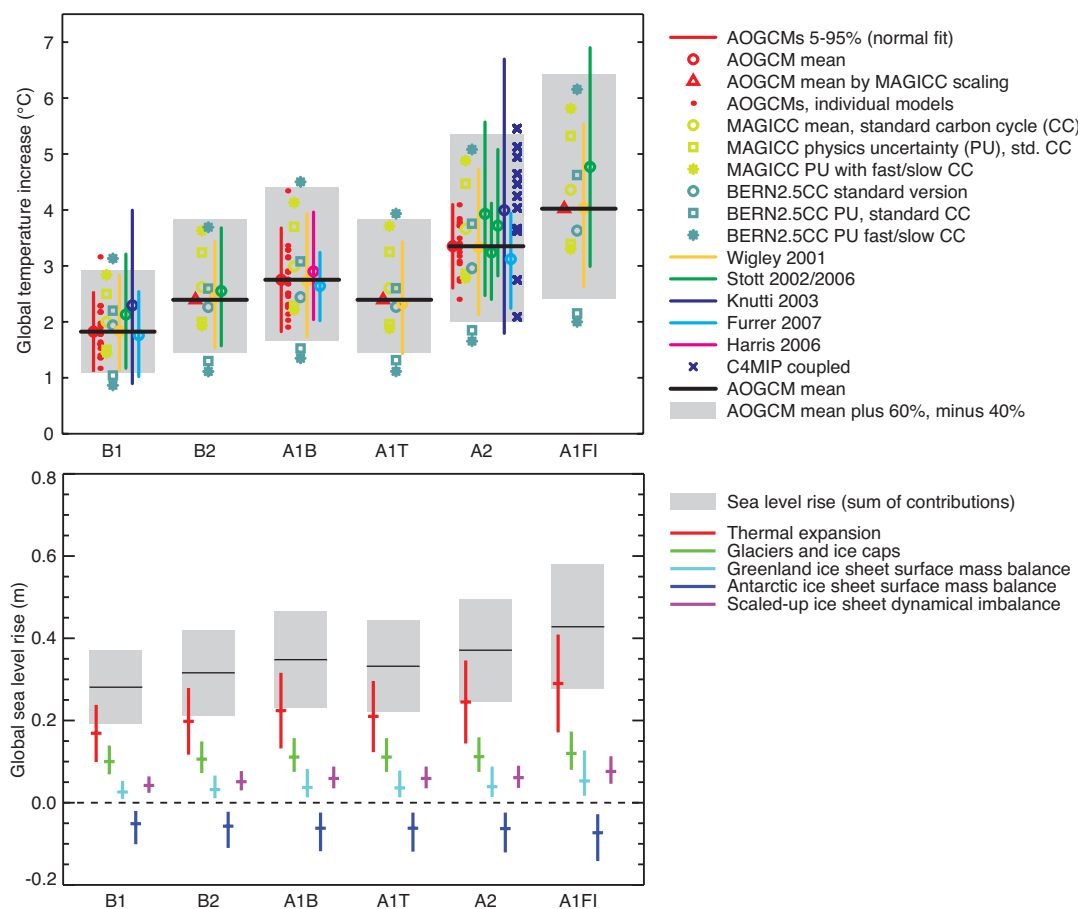 Global temperature increase (°C)
7
6
5
4
3
2
1
0
B1
B2
A1B
A1T
A2
A1FI
AOGCMs 5-95% (normal fit)
AOGCM mean
AOGCM mean by MAGICC scaling
AOGCMs, individual models
MAGICC mean, standard carbon cycle (CC)
MAGICC physics uncertainty (PU), std. CC
MAGICC PU with fast/slow CC
BERN2.5CC standard version
BERN2.5CC PU, standard CC
BERN2.5CC PU fast/slow CC
Wigley 2001
Stott 2002/2006
Knutti 2003
Furrer 2007
Harris 2006
C4MIP coupled
AOGCM mean
AOGCM mean plus 60%, minus 40%
Global sea level rise (m)
0.8
0.6
0.4
0.2
0.0
-0.2
B1
B2
A1B
A1T
A2
A1FI
Sea level rise (sum of contributions)
Thermal expansion
Glaciers and ice caps
Greenland ice sheet surface mass balance
Antarctic ice sheet surface mass balance
Scaled-up ice sheet dynamical imbalance